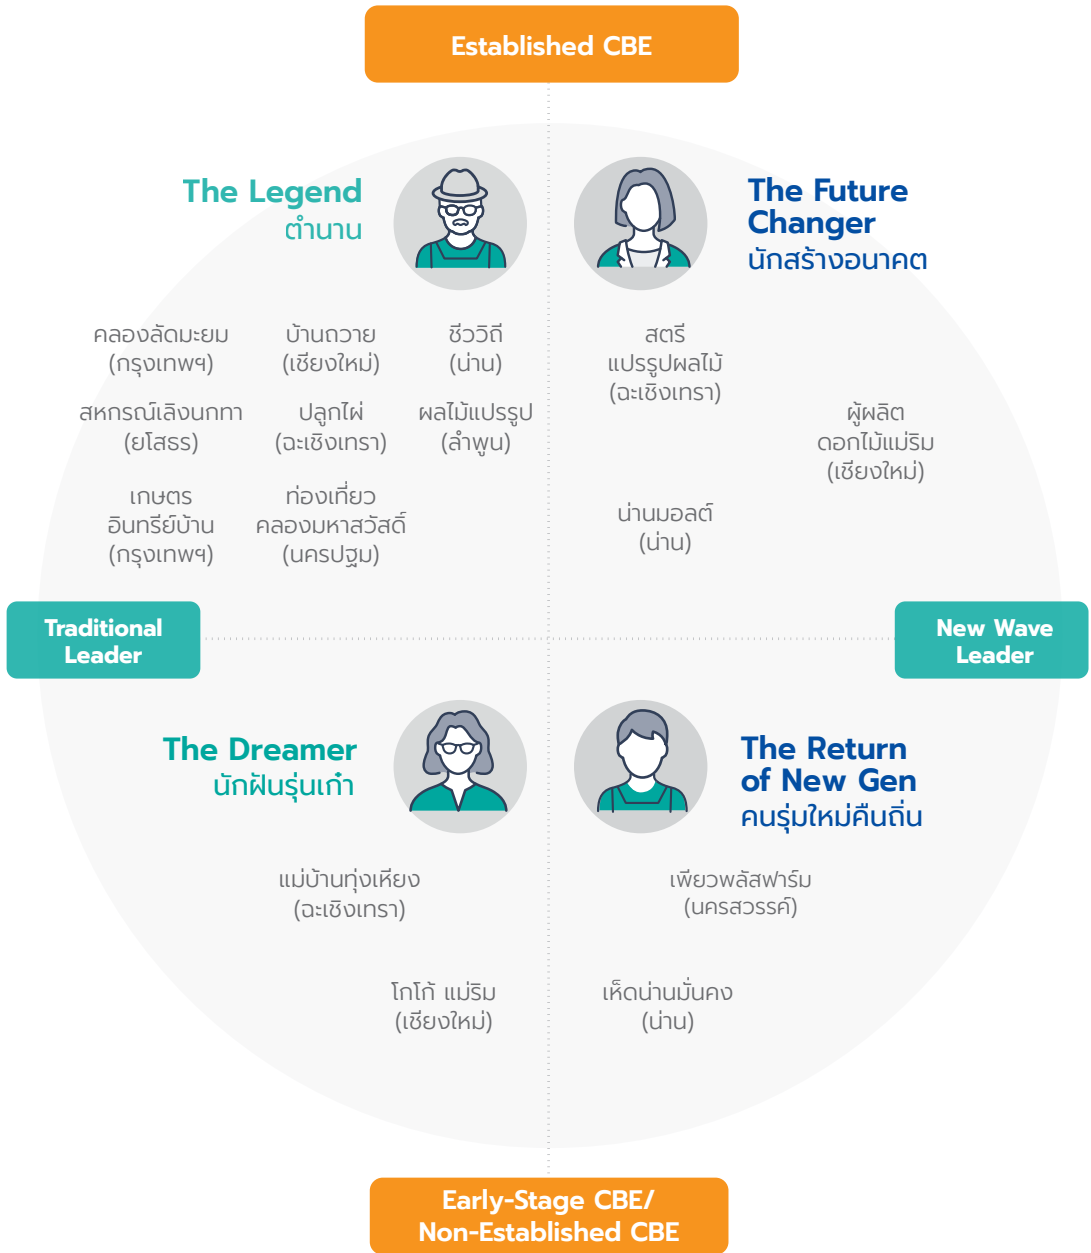 Established CBE
The Legend
ตำนาน
The Future
Changer
นักสร้างอนาคต
คลองลัดมะยม
(กรุงเทพฯ)
บ้านถวาย
(เชียงใหม่)
ชีววิถี
(น่าน)
สตรี
แปรรูปผลไม้
(ฉะเชิงเทรา)
สหกรณ์เลิงนกทา
(ยโสธร)
ปลูกไผ่
(ฉะเชิงเทรา)
ผลไม้แปรรูป
(ลำพูน)
ผู้ผลิต
ดอกไม้แม่ริม
(เชียงใหม่)
เกษตร
อินทรีย์บ้าน
(กรุงเทพฯ)
ท่องเที่ยว
คลองมหาสวัสดิ์
(นครปฐม)
น่านมอลต์
(น่าน)
Traditional
Leader
New Wave
Leader
The Dreamer
นักฝันรุ่นเก๋า
The Return
of New Gen
คนรุ่มใหม่คืนถิ่น
แม่บ้านทุ่งเหียง
(ฉะเชิงเทรา)
เพียวพลัสฟาร์ม
(นครสวรรค์)
โกโก้ แม่ริม
(เชียงใหม่)
เห็ดน่านมั่นคง
(น่าน)
Early-Stage CBE/
Non-Established CBE